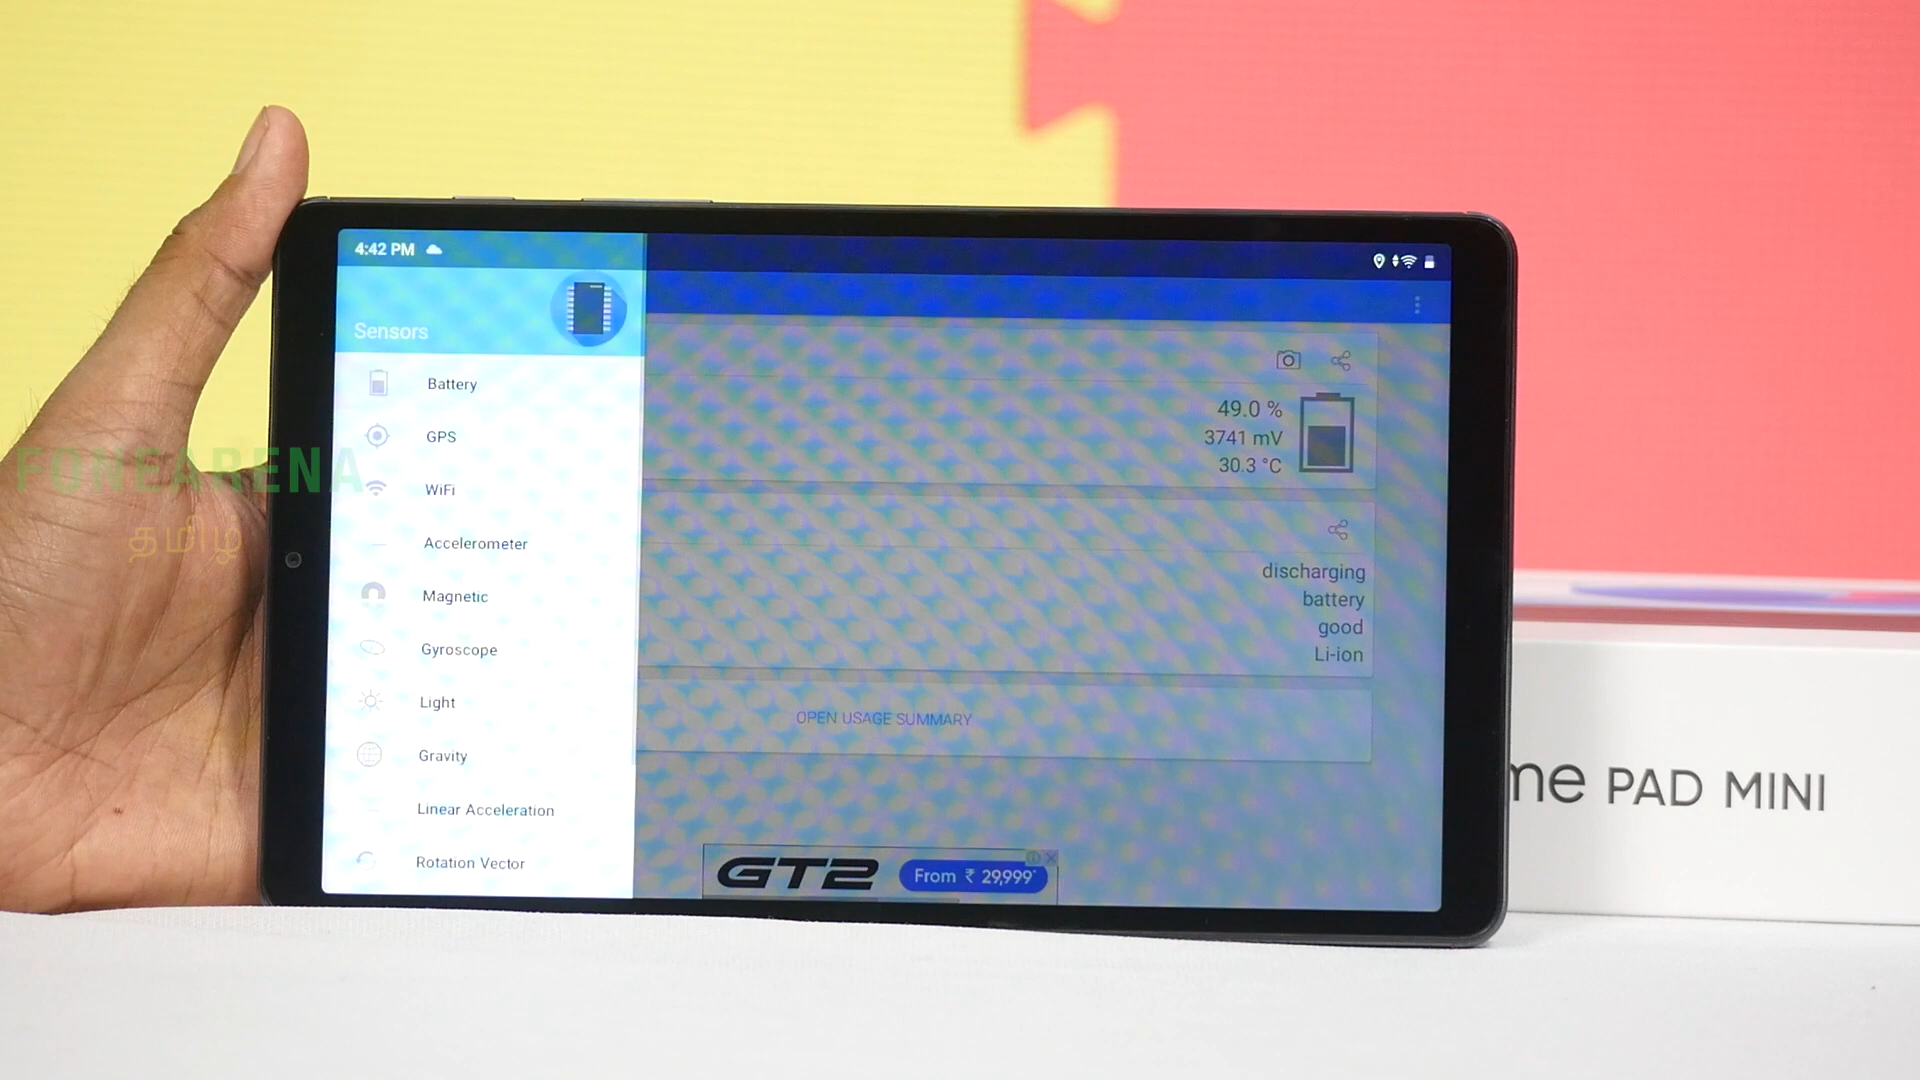 4:42 PM
Sensors
Battery
GPS
WiFi
Accelerometer
Magnetic
Gyroscope
Light
Gravity
Linear Acceleration
Rotation Vector
49.0 %
3741 mV
30.3 °C
discharging
battery
good
Li-ion
OPEN USAGE SUMMARY
GT2
From ₹ 29,999*
me PAD MINI
FONEARENA
தமிழ்